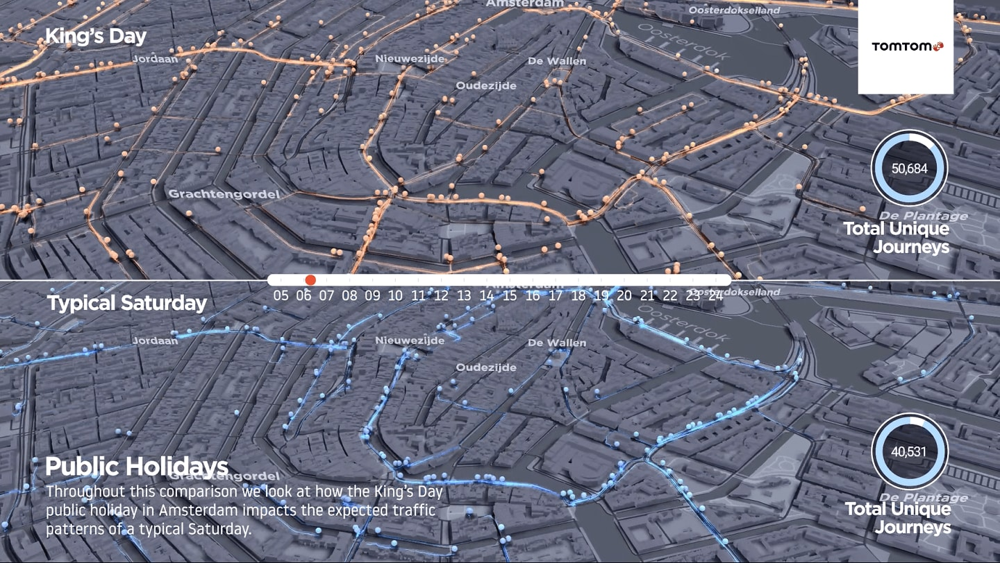 Amsterdam
Oosterdokseiland
King's Day
Oosterdok
TOMTOM
Jordaan
Nieuwezijde
De Wallen
Oudezijde
50,684
Grachtengordel
De Plantage
Total Unique
Journeys
Amsterdam
Oosterdokseiland
05 06 07 08 09 10 11 12 13 14 15 16 17 18 19 20 21 22 23 24
Typical Saturday
Oosterdok
Jordaan
Nieuwezijde
De Wallen
Oudezijde
40,531
Public Holidays
Grachtengordel
Throughout this comparison we look at how the King's Day
public holiday in Amsterdam impacts the expected traffic
patterns of a typical Saturday.
De Plantage
Total Unique
Journeys